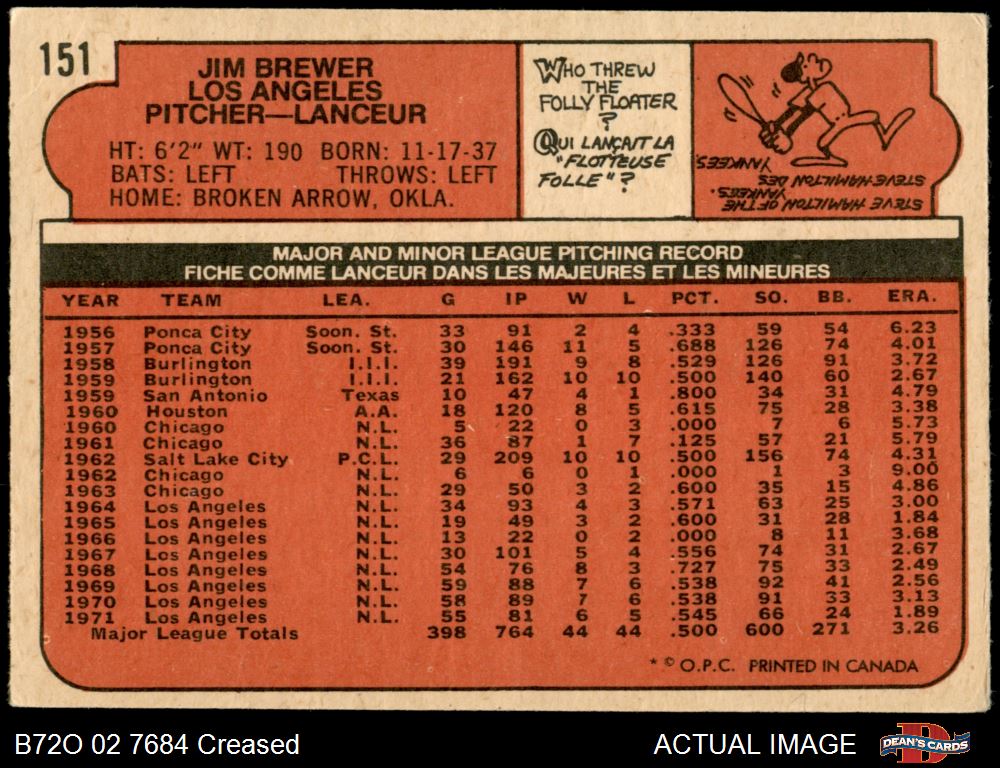 151
JIM BREWER
LOS ANGELES
PITCHER—LANCEUR
HT: 6'2" WT: 190 BORN: 11-17-37
BATS: LEFT THROWS: LEFT
HOME: BROKEN ARROW, OKLA.
WHO THREW
THE
FOLLY FLOATER
?
QUI LANÇAIT LA
"FLOTTEUSE
FOLLE"?
STEVE HAMILTON OF THE
YANKEES.
STEVE HAMILTON DES
YANKEES.
MAJOR AND MINOR LEAGUE PITCHING RECORD
FICHE COMME LANCEUR DANS LES MAJEURES ET LES MINEURES
YEAR TEAM LEA. G IP W L PCT. SO. BB. ERA.
1956 Ponca City Soon. St. 33 91 2 4 .333 59 54 6.23
1957 Ponca City Soon. St. 30 146 11 5 .688 126 74 4.01
1958 Burlington I.I.I. 39 191 9 8 .529 126 91 3.72
1959 Burlington I.I.I. 21 162 10 10 .500 140 60 2.67
1959 San Antonio Texas 10 47 4 1 .800 34 31 4.79
1960 Houston A.A. 18 120 8 5 .615 75 28 3.38
1960 Chicago N.L. 5 22 0 3 .000 7 6 5.73
1961 Chicago N.L. 36 87 1 7 .125 57 21 5.79
1962 Salt Lake City P.C.L. 29 209 10 10 .500 156 74 4.31
1962 Chicago N.L. 6 6 0 1 .000 1 3 9.00
1963 Chicago N.L. 29 50 3 2 .600 35 15 4.86
1964 Los Angeles N.L. 34 93 4 3 .571 63 25 3.00
1965 Los Angeles N.L. 19 49 3 2 .600 31 28 1.84
1966 Los Angeles N.L. 13 22 0 2 .000 8 11 3.68
1967 Los Angeles N.L. 30 101 5 4 .556 74 31 2.67
1968 Los Angeles N.L. 54 76 8 3 .727 75 33 2.49
1969 Los Angeles N.L. 59 88 7 6 .538 92 41 2.56
1970 Los Angeles N.L. 58 89 7 6 .538 91 33 3.13
1971 Los Angeles N.L. 55 81 6 5 .545 66 24 1.89
Major League Totals 398 764 44 44 .500 600 271 3.26
* © O.P.C. PRINTED IN CANADA
B72O 02 7684 Creased
ACTUAL IMAGE
DEAN'S CARDS